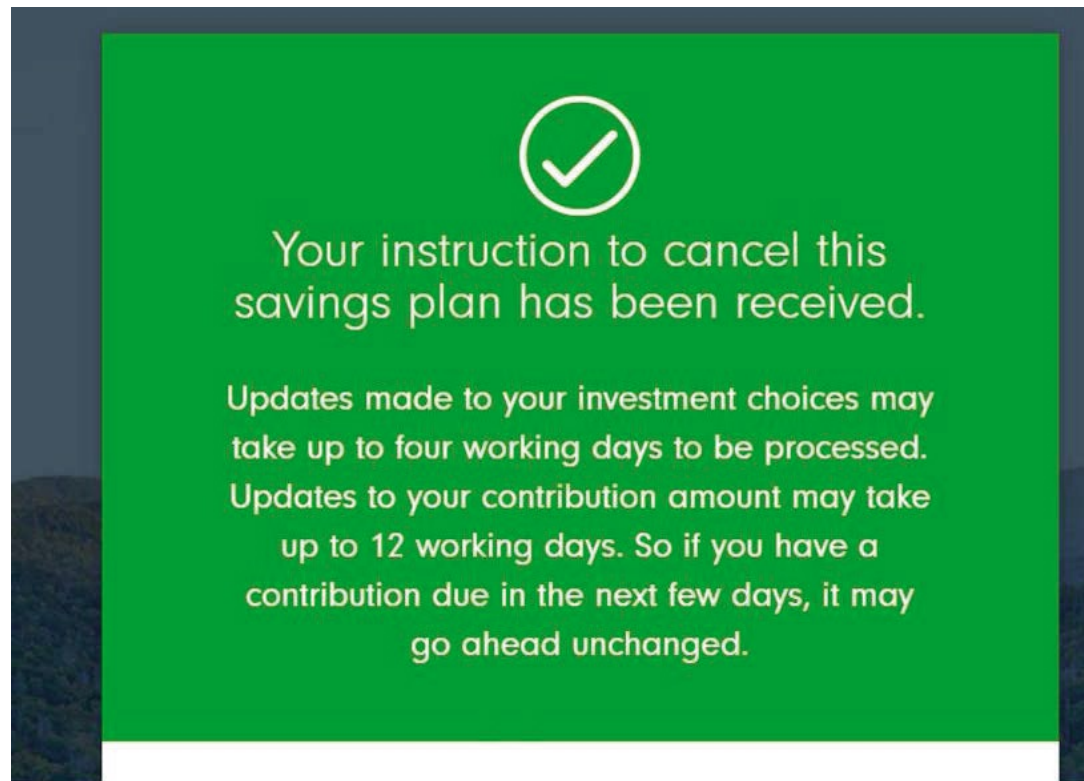 Your instruction to cancel this
savings plan has been received.
Updates made to your investment choices may
take up to four working days to be processed.
Updates to your contribution amount may take
up to 12 working days. So if you have a
contribution due in the next few days, it may
go ahead unchanged.